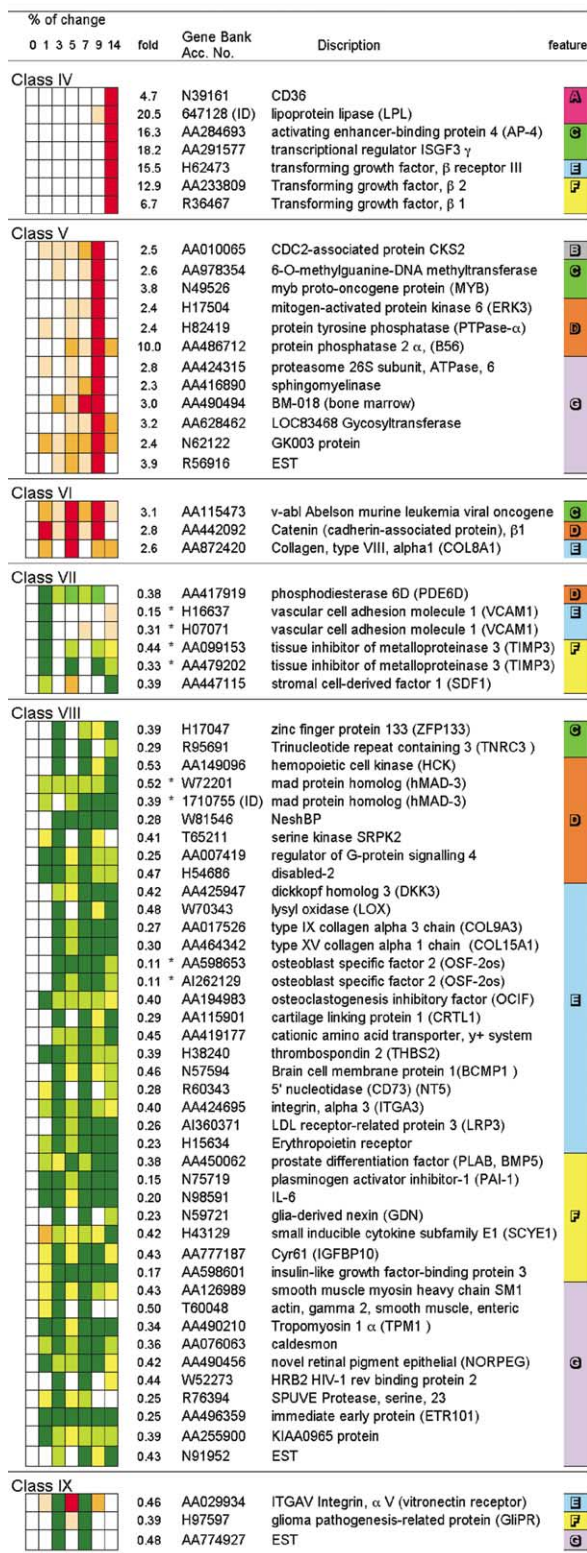 % of change
0 1 3 5 7 9 14 fold Gene Bank Acc. No. Discription feature
Class IV
4.7 N39161 CD36 A
20.5 647128 (ID) lipoprotein lipase (LPL)
16.3 AA284693 activating enhancer-binding protein 4 (AP-4) C
18.2 AA291577 transcriptional regulator ISGF3 γ
15.5 H62473 transforming growth factor, β receptor III E
12.9 AA233809 Transforming growth factor, β 2 F
6.7 R36467 Transforming growth factor, β 1
Class V
2.5 AA010065 CDC2-associated protein CKS2 B
2.6 AA978354 6-O-methylguanine-DNA methyltransferase C
3.8 N49526 myb proto-oncogene protein (MYB)
2.4 H17504 mitogen-activated protein kinase 6 (ERK3)
2.4 H82419 protein tyrosine phosphatase (PTPase-α) D
10.0 AA486712 protein phosphatase 2 α, (B56)
2.8 AA424315 proteasome 26S subunit, ATPase, 6
2.3 AA416890 sphingomyelinase
3.0 AA490494 BM-018 (bone marrow) G
3.2 AA628462 LOC83468 Gycosyltransferase
2.4 N62122 GK003 protein
3.9 R56916 EST
Class VI
3.1 AA115473 v-abl Abelson murine leukemia viral oncogene C
2.8 AA442092 Catenin (cadherin-associated protein), β1 D
2.6 AA872420 Collagen, type VIII, alpha1 (COL8A1) E
Class VII
0.38 AA417919 phosphodiesterase 6D (PDE6D) D
0.15 * H16637 vascular cell adhesion molecule 1 (VCAM1) E
0.31 * H07071 vascular cell adhesion molecule 1 (VCAM1)
0.44 * AA099153 tissue inhibitor of metalloproteinase 3 (TIMP3) F
0.33 * AA479202 tissue inhibitor of metalloproteinase 3 (TIMP3)
0.39 AA447115 stromal cell-derived factor 1 (SDF1)
Class VIII
0.39 H17047 zinc finger protein 133 (ZFP133) C
0.29 R95691 Trinucleotide repeat containing 3 (TNRC3 )
0.53 AA149096 hemopoietic cell kinase (HCK)
0.52 * W72201 mad protein homolog (hMAD-3)
0.39 * 1710755 (ID) mad protein homolog (hMAD-3)
0.28 W81546 NeshBP D
0.41 T65211 serine kinase SRPK2
0.25 AA007419 regulator of G-protein signalling 4
0.47 H54686 disabled-2
0.42 AA425947 dickkopf homolog 3 (DKK3)
0.48 W70343 lysyl oxidase (LOX)
0.27 AA017526 type IX collagen alpha 3 chain (COL9A3)
0.30 AA464342 type XV collagen alpha 1 chain (COL15A1)
0.11 * AA598653 osteoblast specific factor 2 (OSF-2os)
0.11 * AI262129 osteoblast specific factor 2 (OSF-2os)
0.40 AA194983 osteoclastogenesis inhibitory factor (OCIF) E
0.29 AA115901 cartilage linking protein 1 (CRTL1)
0.45 AA419177 cationic amino acid transporter, y+ system
0.39 H38240 thrombospondin 2 (THBS2)
0.46 N57594 Brain cell membrane protein 1(BCMP1 )
0.28 R60343 5' nucleotidase (CD73) (NT5)
0.40 AA424695 integrin, alpha 3 (ITGA3)
0.26 AI360371 LDL receptor-related protein 3 (LRP3)
0.23 H15634 Erythropoietin receptor
0.38 AA450062 prostate differentiation factor (PLAB, BMP5)
0.15 N75719 plasminogen activator inhibitor-1 (PAI-1)
0.20 N98591 IL-6
0.23 N59721 glia-derived nexin (GDN) F
0.42 H43129 small inducible cytokine subfamily E1 (SCYE1)
0.43 AA777187 Cyr61 (IGFBP10)
0.17 AA598601 insulin-like growth factor-binding protein 3
0.43 AA126989 smooth muscle myosin heavy chain SM1
0.50 T60048 actin, gamma 2, smooth muscle, enteric
0.34 AA490210 Tropomyosin 1 α (TPM1 )
0.36 AA076063 caldesmon
0.42 AA490456 novel retinal pigment epithelial (NORPEG) G
0.44 W52273 HRB2 HIV-1 rev binding protein 2
0.25 R76394 SPUVE Protease, serine, 23
0.25 AA496359 immediate early protein (ETR101)
0.39 AA255900 KIAA0965 protein
0.43 N91952 EST
Class IX
0.46 AA029934 ITGAV Integrin, α V (vitronectin receptor) E
0.39 H97597 glioma pathogenesis-related protein (GliPR) F
0.48 AA774927 EST G